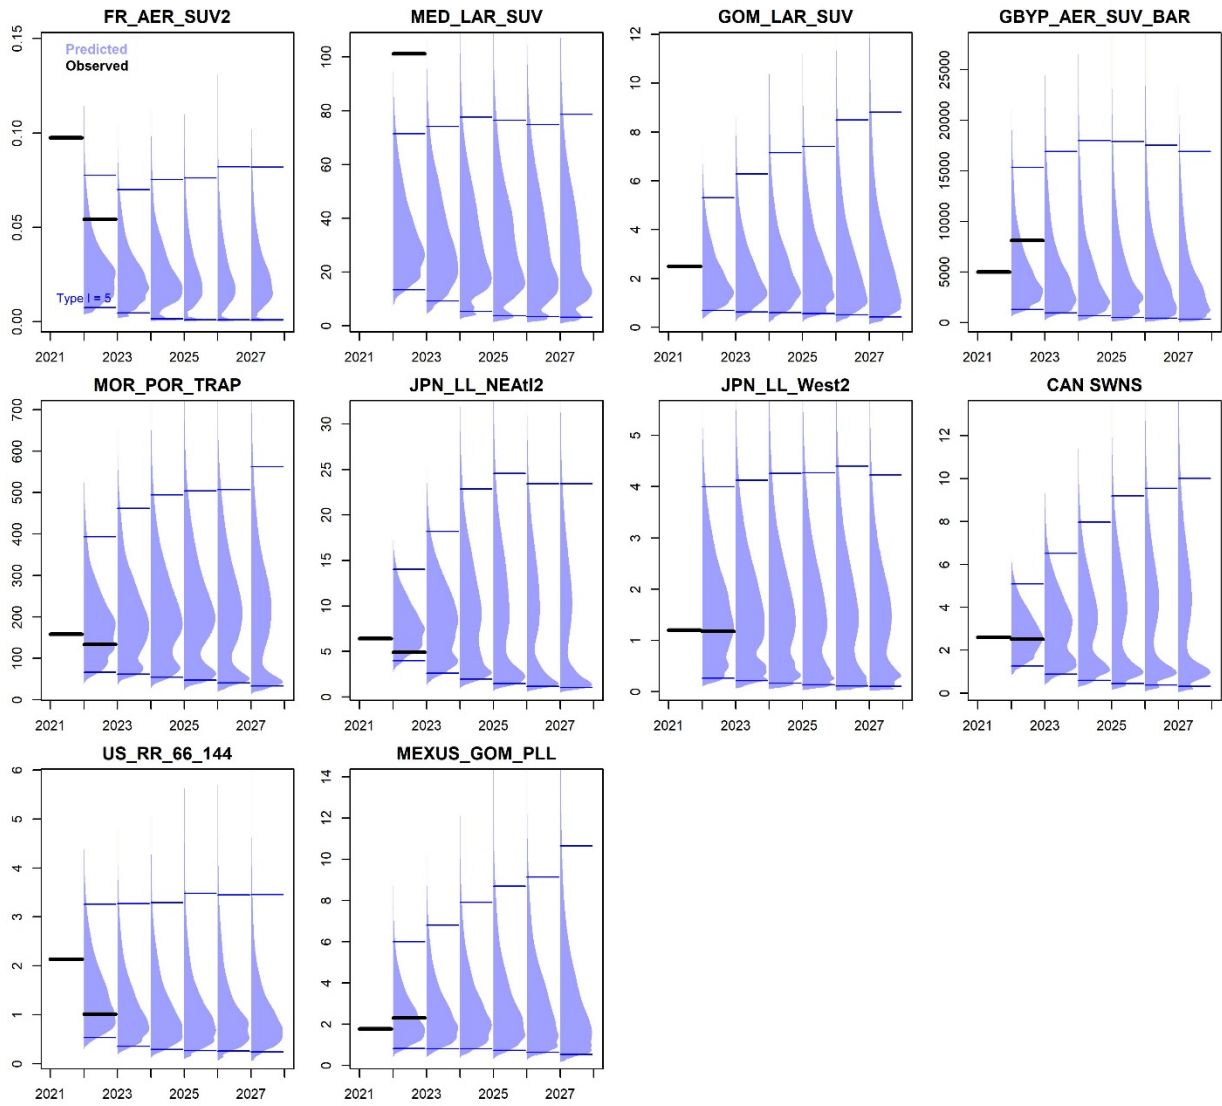 FR_AER_SUV2
MED_LAR_SUV
GOM_LAR_SUV
GBYP_AER_SUV_BAR
Predicted
Observed
Type I = 5
0.00 0.05 0.10 0.15
2021 2023 2025 2027
0 20 40 60 80 100
2021 2023 2025 2027
0 2 4 6 8 10 12
2021 2023 2025 2027
0 5000 10000 15000 20000 25000
2021 2023 2025 2027
MOR_POR_TRAP
JPN_LL_NEAtl2
JPN_LL_West2
CAN SWNS
0 100 200 300 400 500 600 700
2021 2023 2025 2027
0 5 10 15 20 25 30
2021 2023 2025 2027
0 1 2 3 4 5
2021 2023 2025 2027
0 2 4 6 8 10 12
2021 2023 2025 2027
US_RR_66_144
MEXUS_GOM_PLL
0 1 2 3 4 5 6
2021 2023 2025 2027
0 2 4 6 8 10 12 14
2021 2023 2025 2027